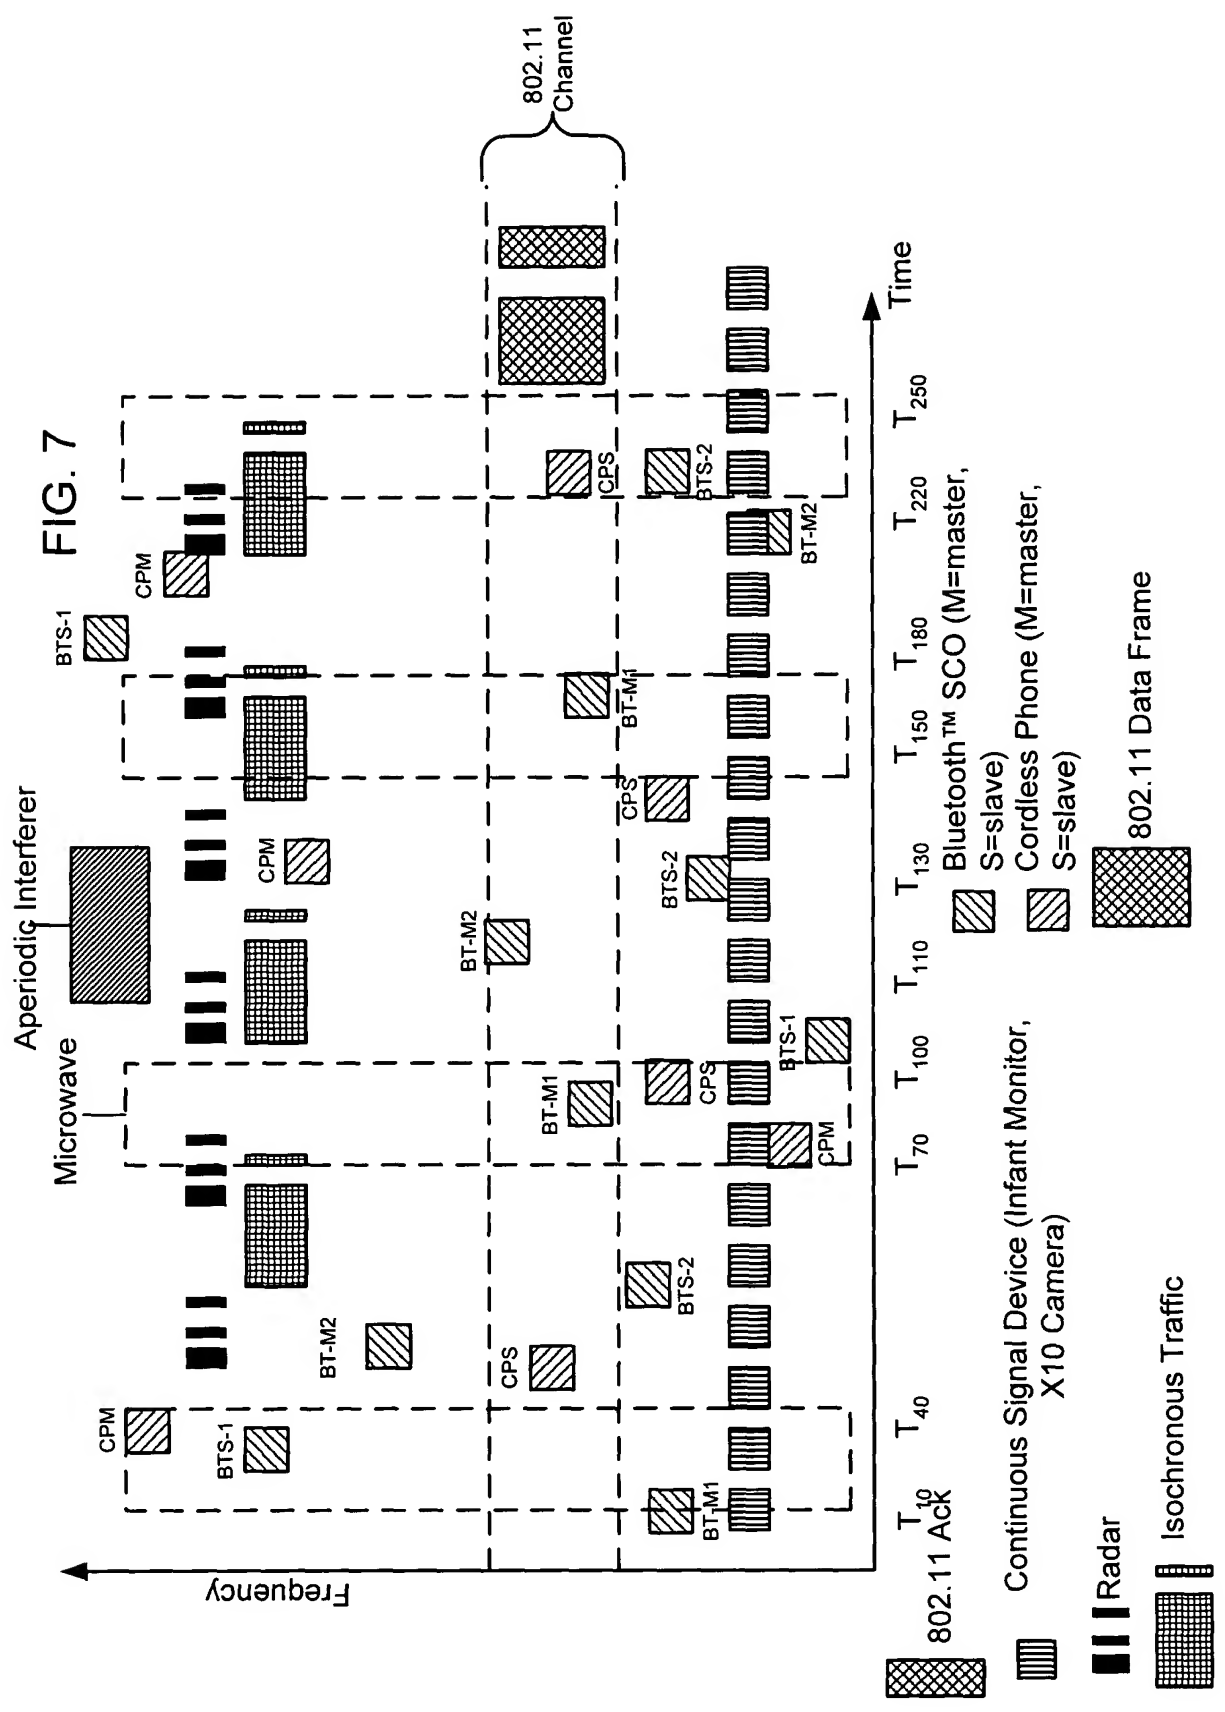 FIG. 7
Aperiodic Interferer
Microwave
802.11
Channel
Frequency
CPM
BTS-1
BT-M1
BT-M2
CPS
BTS-2
CPM
BT-M1
CPS
BTS-1
BT-M2
CPM
BTS-2
CPS
BT-M1
BTS-1
CPM
BT-M2
CPS
BTS-2
T10
T40
T70
T100
T110
T130
T150
T180
T220
T250
Time
802.11 Ack
Continuous Signal Device (Infant Monitor,
X10 Camera)
Radar
Isochronous Traffic
Bluetooth™ SCO (M=master,
S=slave)
Cordless Phone (M=master,
S=slave)
802.11 Data Frame